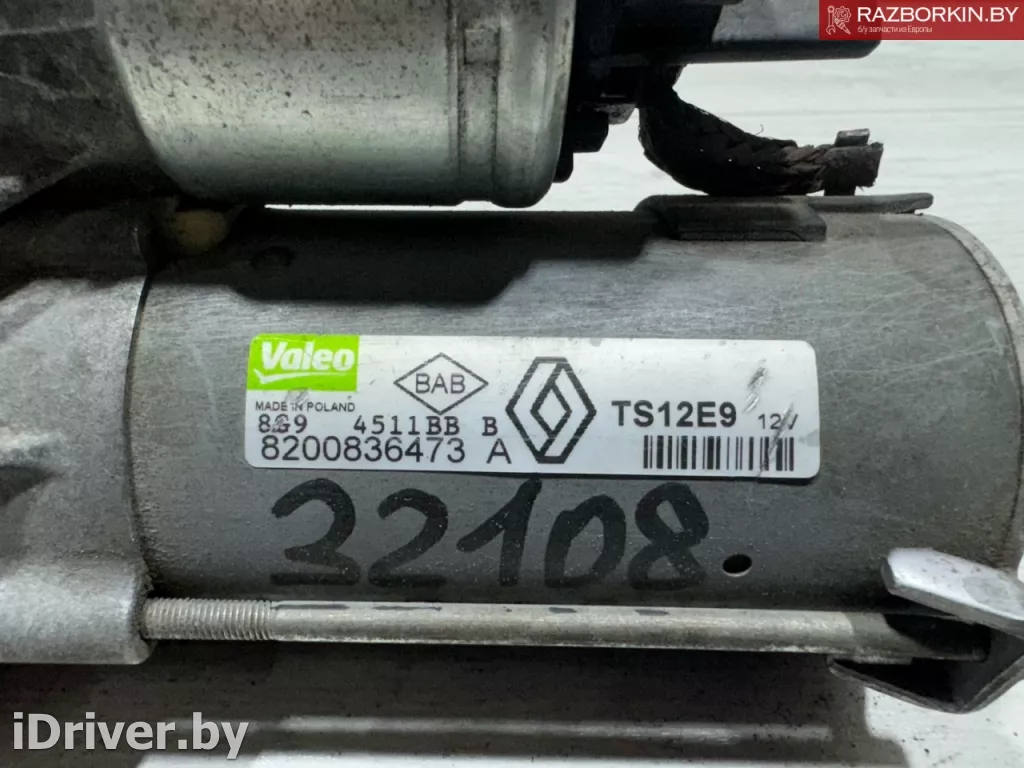 RAZBORKIN.BY
б/у запчасти из Европы
Valeo
MADE IN POLAND
BAB
TS12E9 12V
4511BB B
8200836473 A
32108
iDriver.by